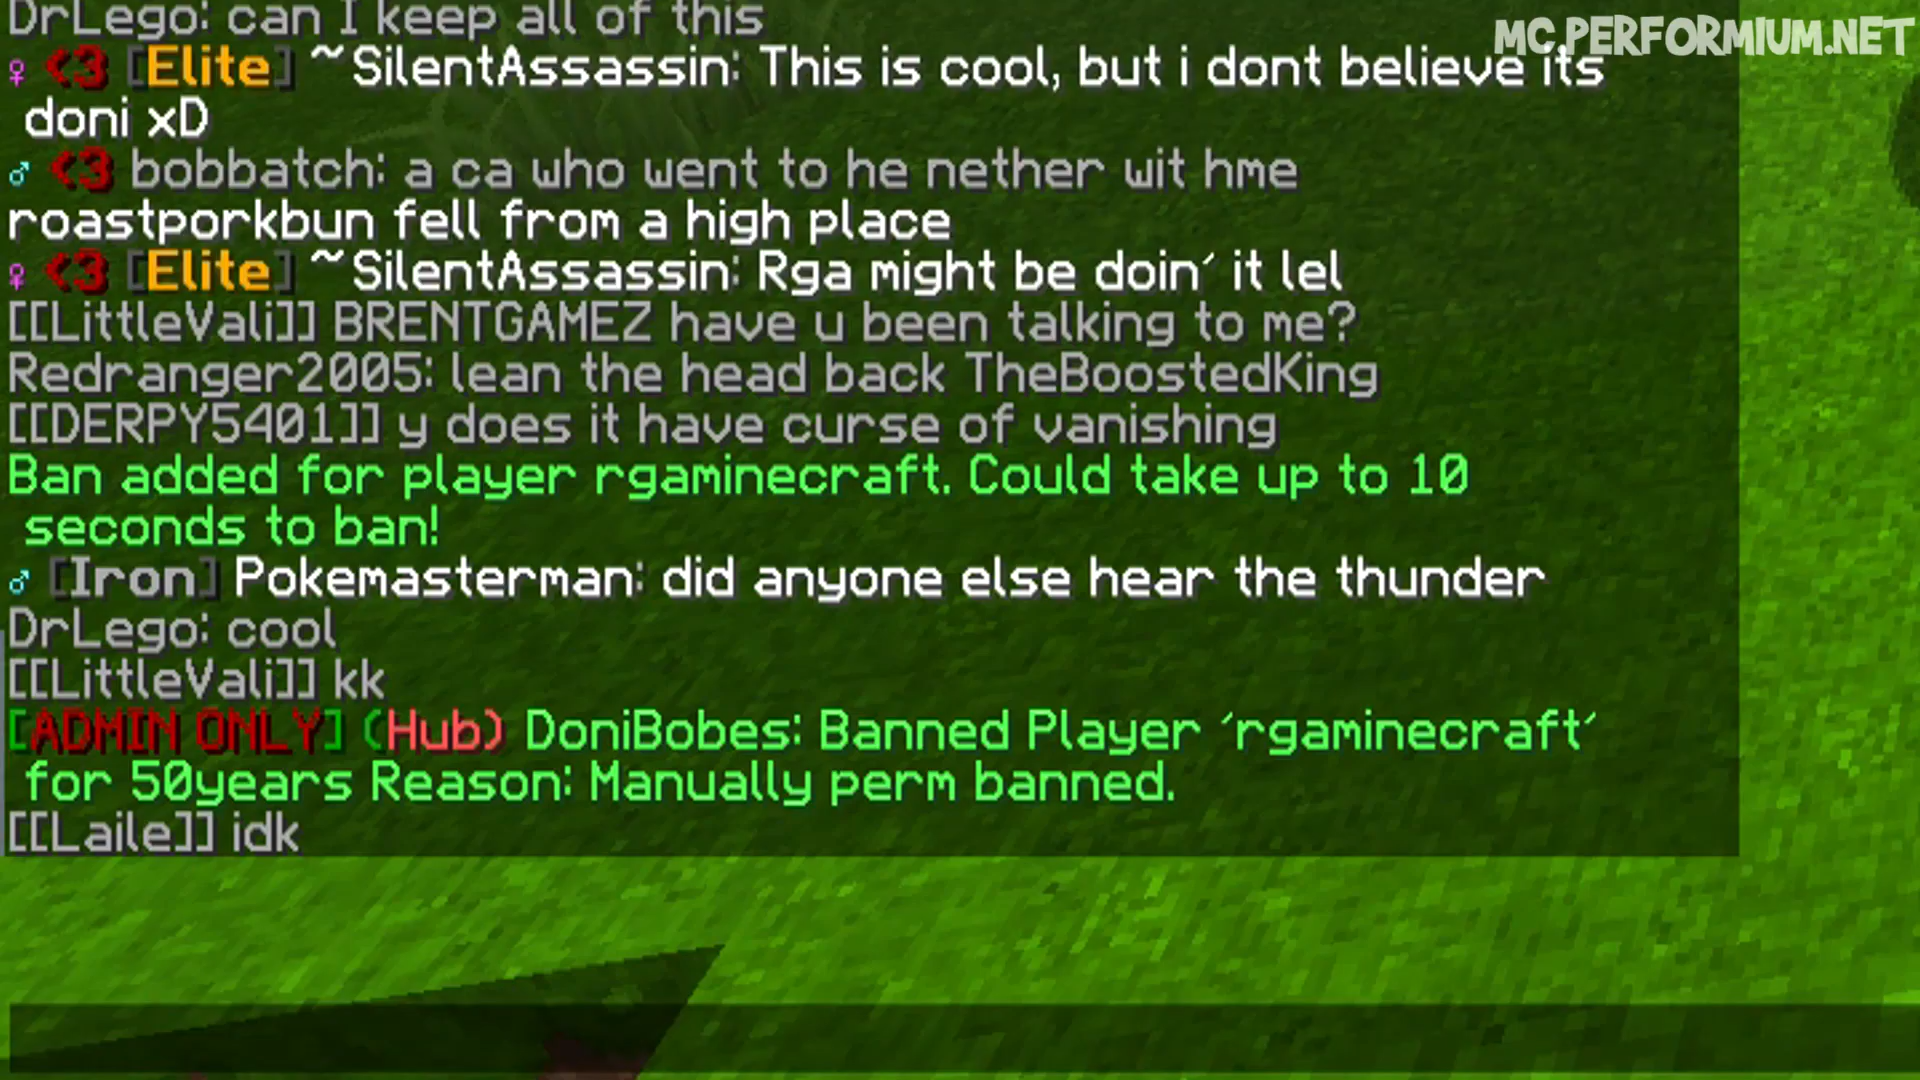 DrLego: can I keep all of this
MC.PERFORMIUM.NET
♀ <3 [Elite] ~SilentAssassin: This is cool, but i dont believe its
doni xD
♂ <3 bobbatch: a ca who went to he nether wit hme
roastporkbun fell from a high place
♀ <3 [Elite] ~SilentAssassin: Rga might be doin' it lel
[[LittleVali]] BRENTGAMEZ have u been talking to me?
Redranger2005: lean the head back TheBoostedKing
[[DERPY5401]] y does it have curse of vanishing
Ban added for player rgaminecraft. Could take up to 10
seconds to ban!
♂ [Iron] Pokemasterman: did anyone else hear the thunder
DrLego: cool
[[LittleVali]] kk
[ADMIN ONLY] (Hub) DoniBobes: Banned Player 'rgaminecraft'
for 50years Reason: Manually perm banned.
[[Laile]] idk